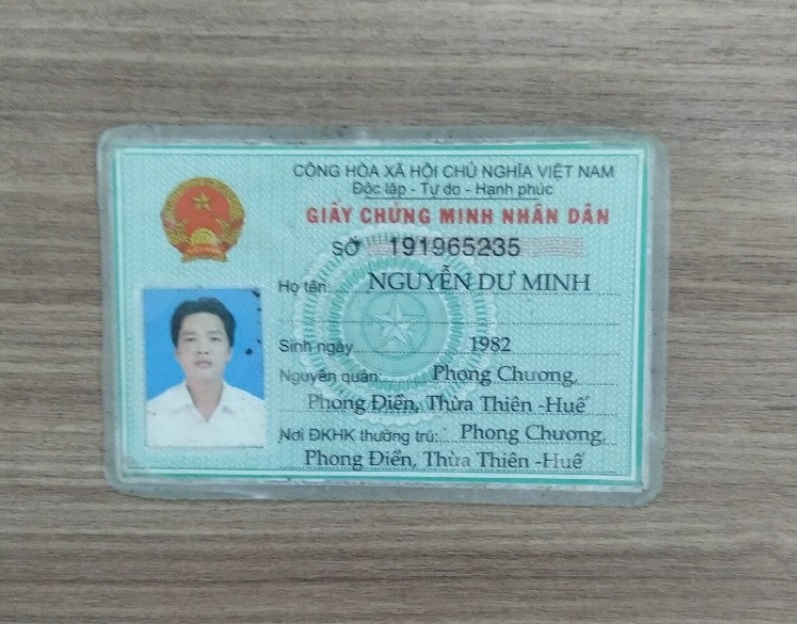 CỘNG HÒA XÃ HỘI CHỦ NGHĨA VIỆT NAM
Độc lập - Tự do - Hạnh phúc
GIẤY CHỨNG MINH NHÂN DÂN
SỐ 191965235
Họ tên: NGUYỄN DƯ MINH
Sinh ngày 1982
Nguyên quán: Phong Chương,
Phong Điền, Thừa Thiên -Huế
Nơi ĐKHK thường trú: Phong Chương,
Phong Điền, Thừa Thiên -Huế